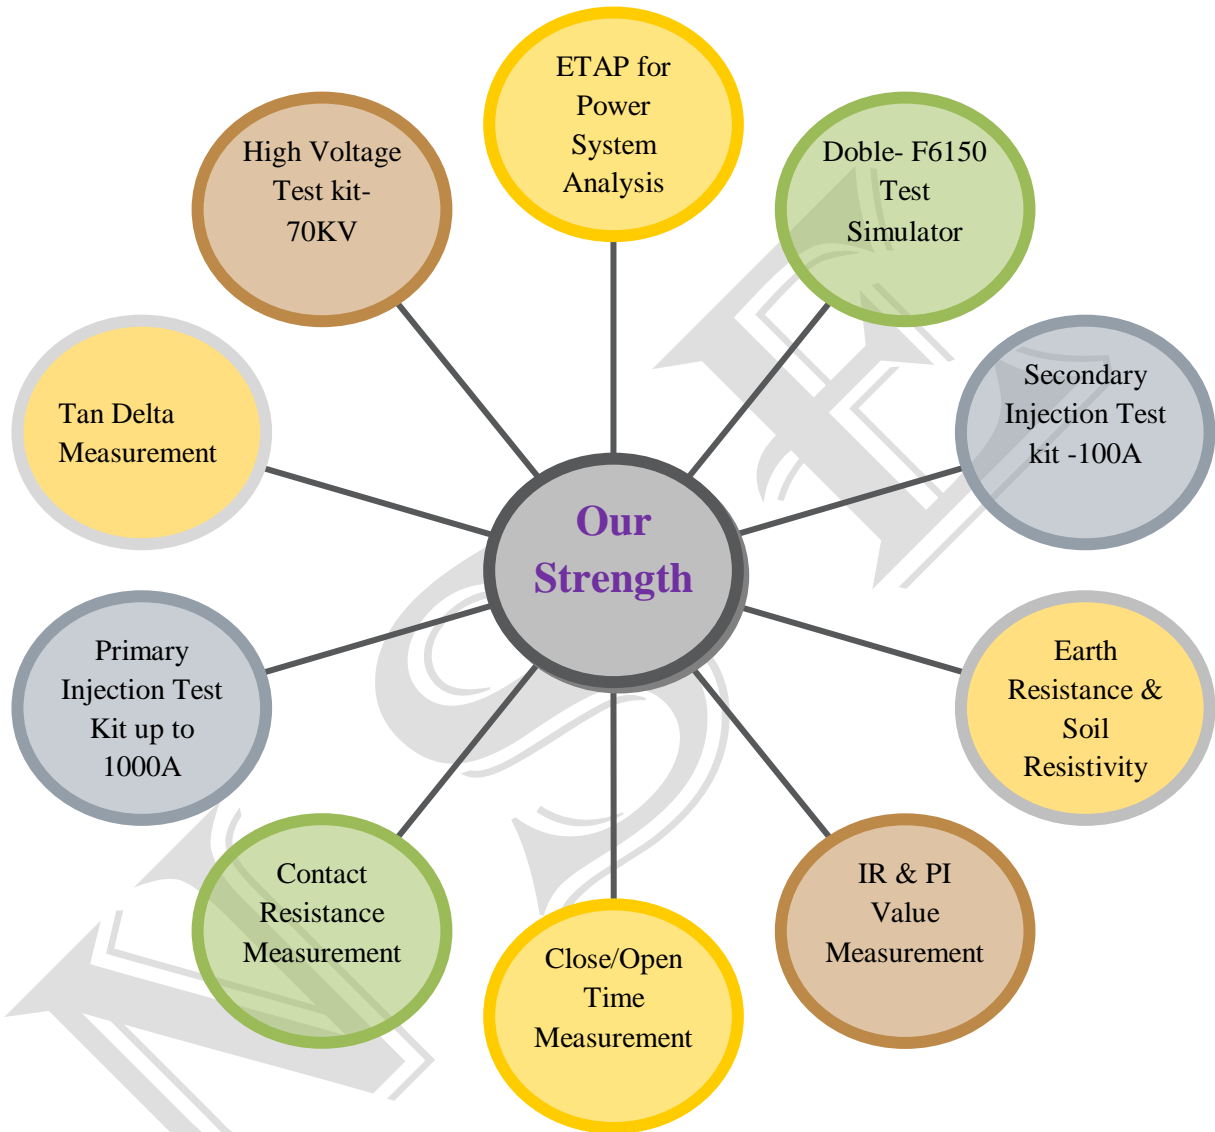 ETAP for
Power
System
Analysis
Doble- F6150
Test
Simulator
Secondary
Injection Test
kit -100A
Earth
Resistance &
Soil
Resistivity
IR & PI
Value
Measurement
Close/Open
Time
Measurement
Contact
Resistance
Measurement
Primary
Injection Test
Kit up to
1000A
Tan Delta
Measurement
High Voltage
Test kit-
70KV
Our
Strength